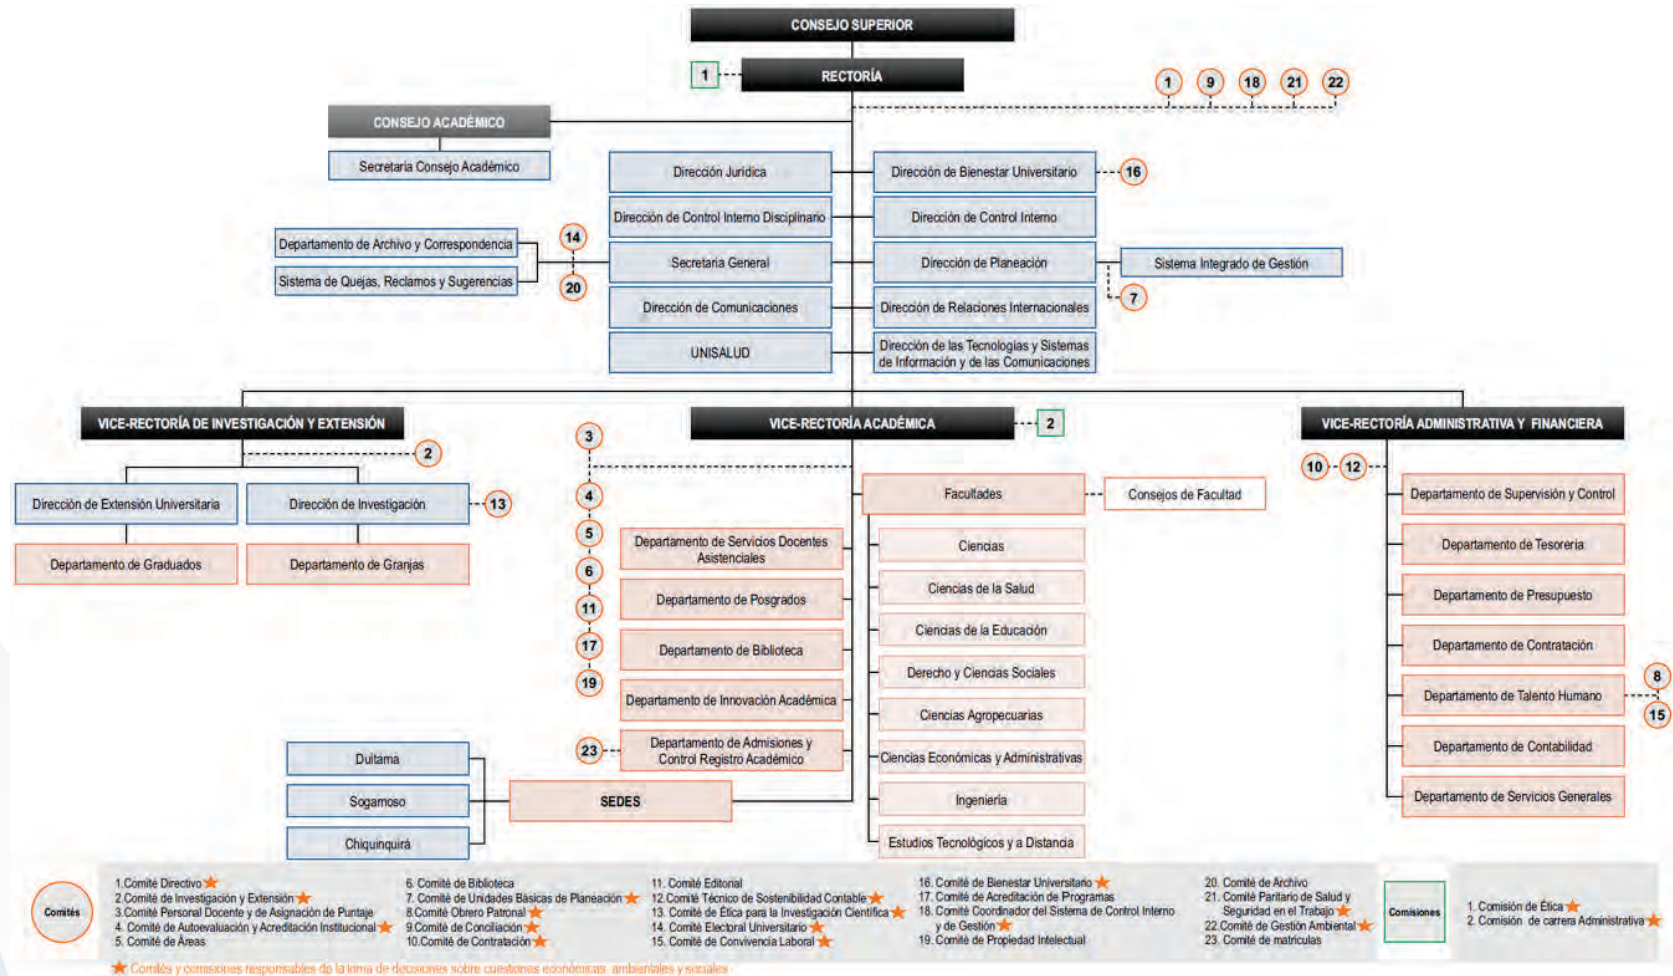 CONSEJO SUPERIOR
1
RECTORÍA
1
9
18
21
22
CONSEJO ACADÉMICO
Secretaría Consejo Académico
Dirección Jurídica
Dirección de Bienestar Universitario
16
Dirección de Control Interno Disciplinario
Dirección de Control Interno
Departamento de Archivo y Correspondencia
Sistema de Quejas, Reclamos y Sugerencias
14
20
Secretaria General
Dirección de Planeación
Sistema Integrado de Gestión
7
Dirección de Comunicaciones
Dirección de Relaciones Internacionales
UNISALUD
Dirección de las Tecnologías y Sistemas
de Información y de las Comunicaciones
VICE-RECTORÍA DE INVESTIGACIÓN Y EXTENSIÓN
2
Dirección de Extensión Universitaria
Dirección de Investigación
13
Departamento de Graduados
Departamento de Granjas
VICE-RECTORÍA ACADÉMICA
2
3
4
5
6
11
17
19
Facultades
Consejos de Facultad
Departamento de Servicios Docentes
Asistenciales
Departamento de Posgrados
Departamento de Biblioteca
Departamento de Innovación Académica
23
Departamento de Admisiones y
Control Registro Académico
Ciencias
Ciencias de la Salud
Ciencias de la Educación
Derecho y Ciencias Sociales
Ciencias Agropecuarias
Ciencias Económicas y Administrativas
Ingeniería
Estudios Tecnológicos y a Distancia
SEDES
Duitama
Sogamoso
Chiquinquirá
VICE-RECTORÍA ADMINISTRATIVA Y FINANCIERA
10
12
Departamento de Supervisión y Control
Departamento de Tesorería
Departamento de Presupuesto
Departamento de Contratación
Departamento de Talento Humano
8
15
Departamento de Contabilidad
Departamento de Servicios Generales
Comités
1.Comité Directivo
2.Comité de Investigación y Extensión
3.Comité Personal Docente y de Asignación de Puntaje
4. Comité de Autoevaluación y Acreditación Institucional
5. Comité de Áreas
6. Comité de Biblioteca
7. Comité de Unidades Básicas de Planeación
8.Comité Obrero Patronal
9.Comité de Conciliación
10.Comité de Contratación
11. Comité Editorial
12. Comité Técnico de Sostenibilidad Contable
13. Comité de Ética para la Investigación Científica
14. Comité Electoral Universitario
15. Comité de Convivencia Laboral
16. Comité de Bienestar Universitario
17. Comité de Acreditación de Programas
18. Comité Coordinador del Sistema de Control Interno
y de Gestión
19. Comité de Propiedad Intelectual
20. Comité de Archivo
21. Comité Paritario de Salud y
Seguridad en el Trabajo
22.Comité de Gestión Ambiental
23. Comité de matriculas
Comisiones
1. Comisión de Ética
2. Comisión de carrera Administrativa
Comités y comisiones responsables de la toma de decisiones sobre cuestiones económicas, ambientales y sociales